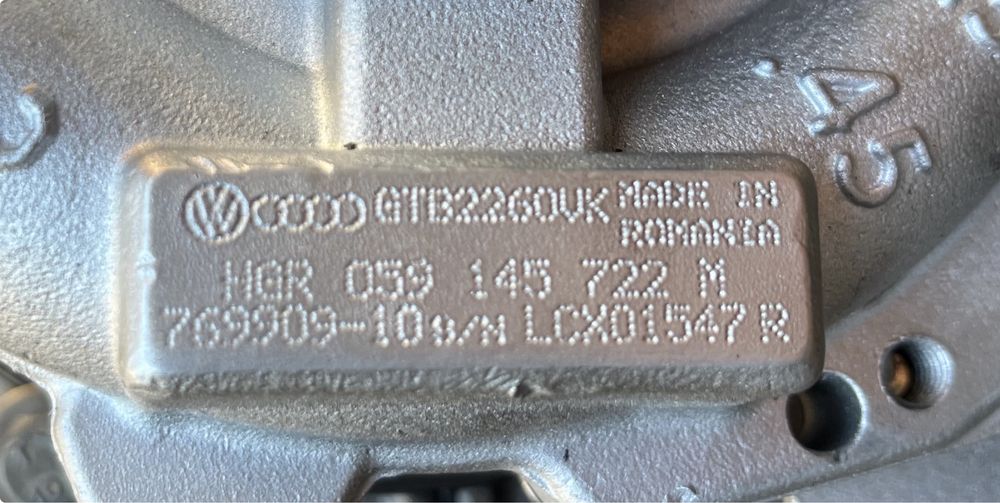 GTB2260VK MADE IN
ROMANIA
HGR 059 145 722 M
769909-10 S/N LCX01547 R
.45